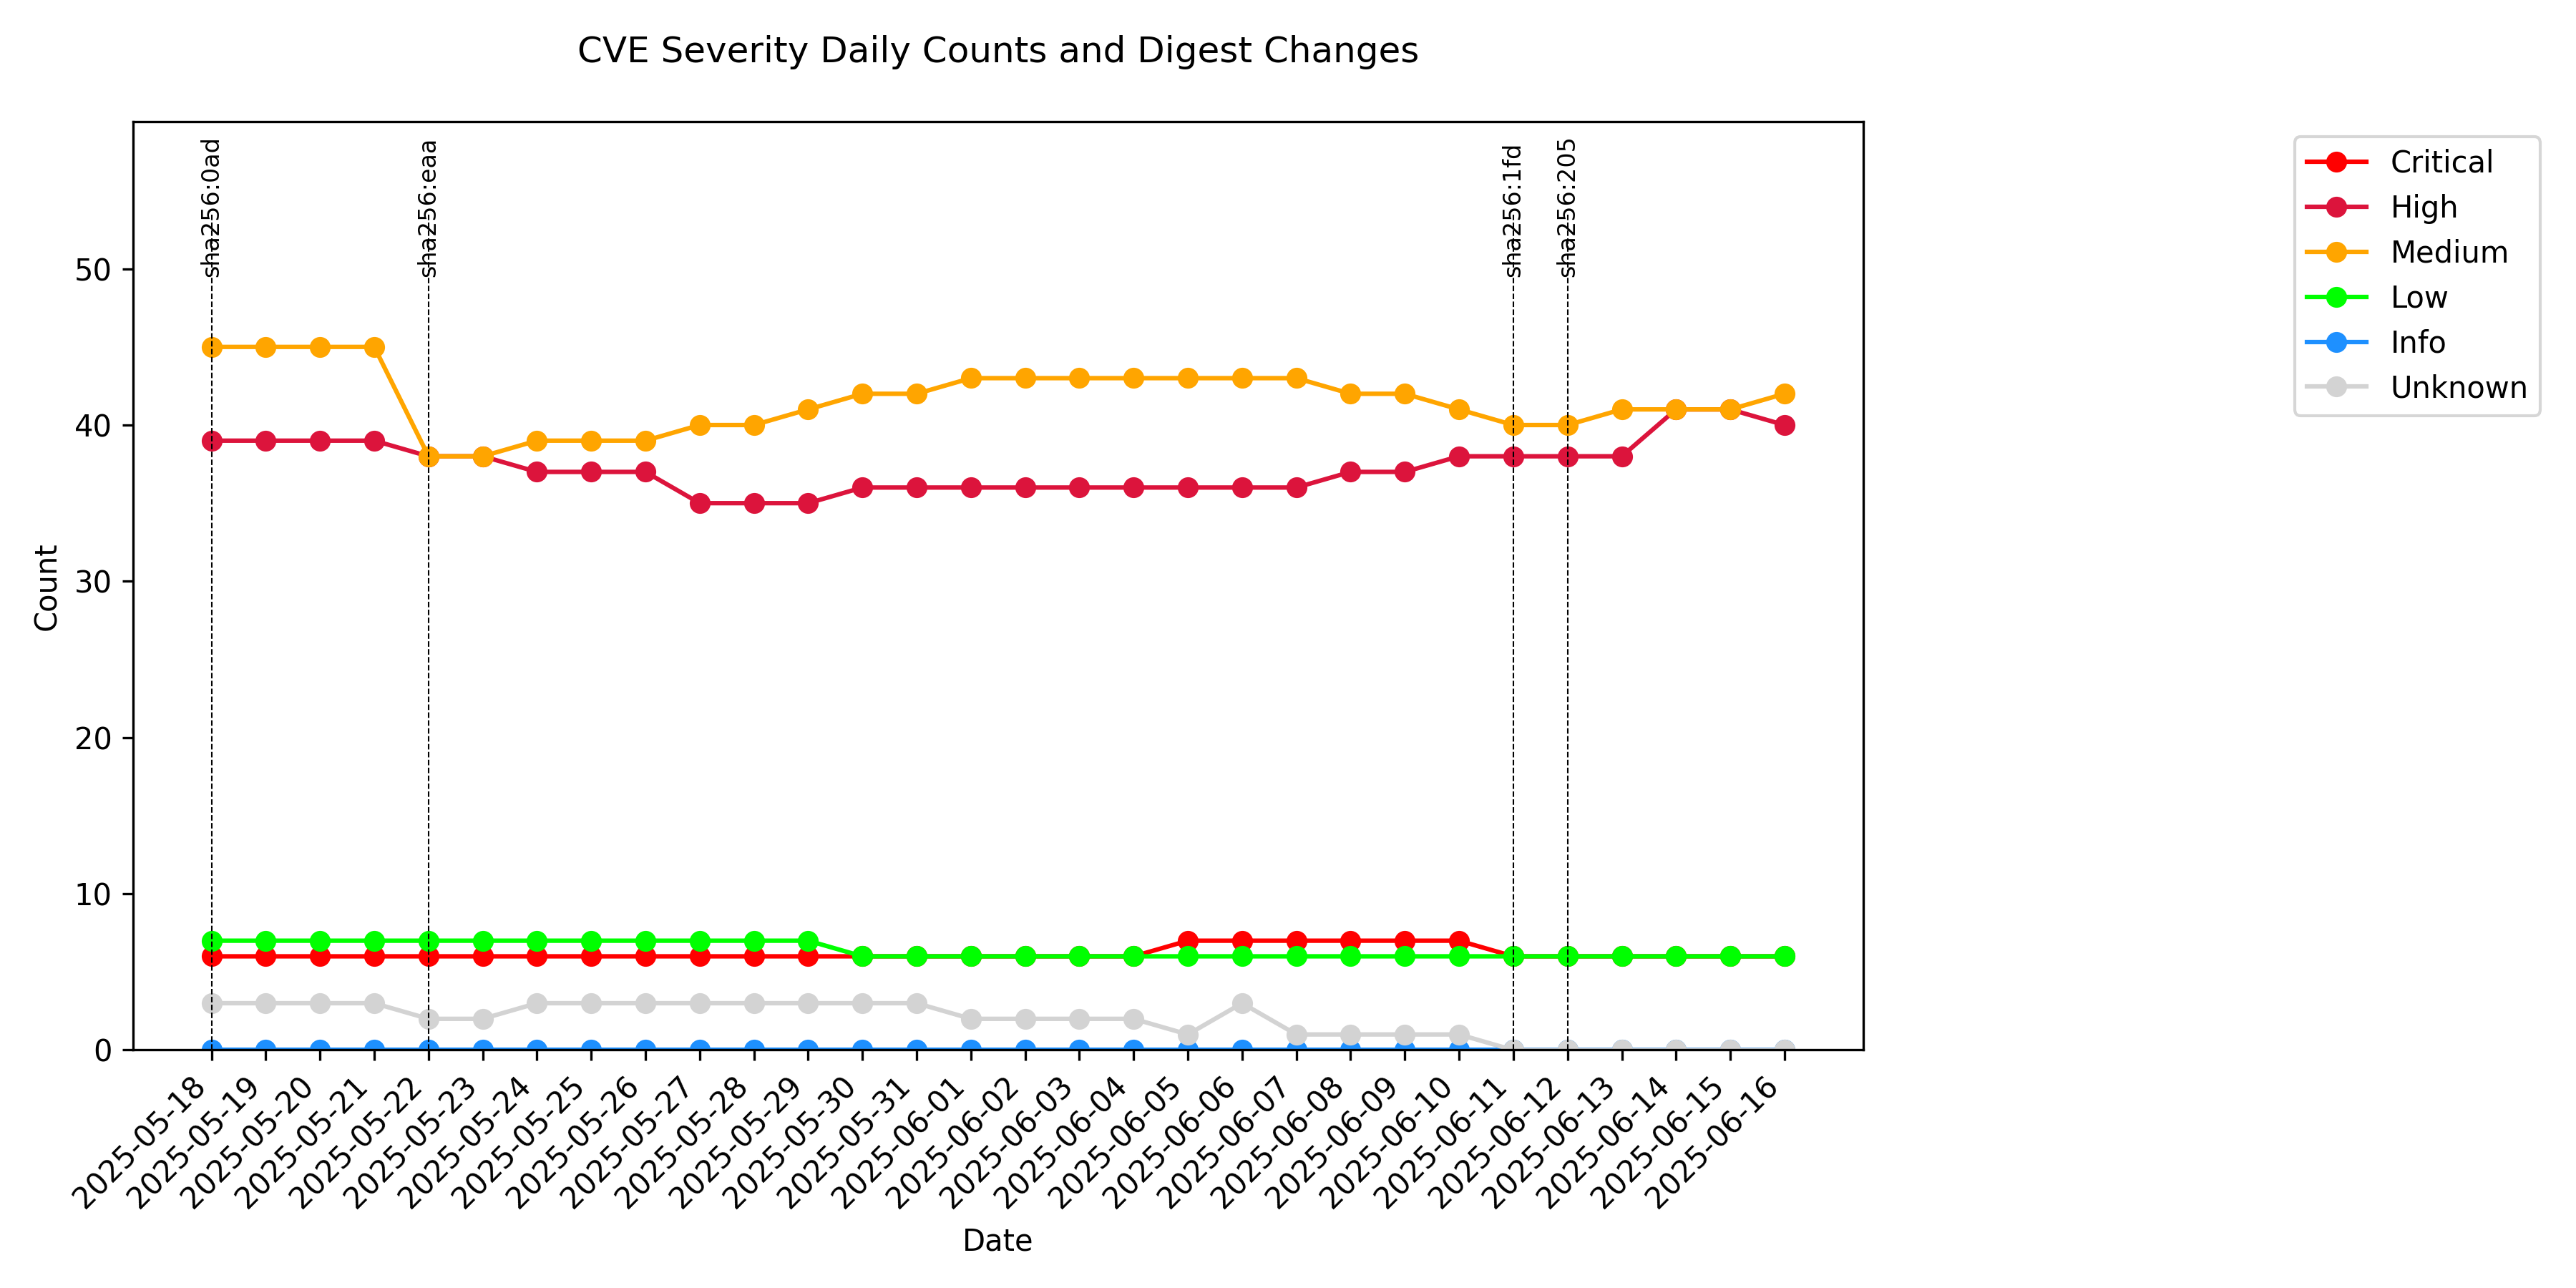 CVE Severity Daily Counts and Digest Changes
sha256:0ad
sha256:eaa
sha256:1fd
sha256:205
Critical
High
Medium
Low
Info
Unknown
Count
50
40
30
20
10
0
2025-05-18
2025-05-19
2025-05-20
2025-05-21
2025-05-22
2025-05-23
2025-05-24
2025-05-25
2025-05-26
2025-05-27
2025-05-28
2025-05-29
2025-05-30
2025-05-31
2025-06-01
2025-06-02
2025-06-03
2025-06-04
2025-06-05
2025-06-06
2025-06-07
2025-06-08
2025-06-09
2025-06-10
2025-06-11
2025-06-12
2025-06-13
2025-06-14
2025-06-15
2025-06-16
Date